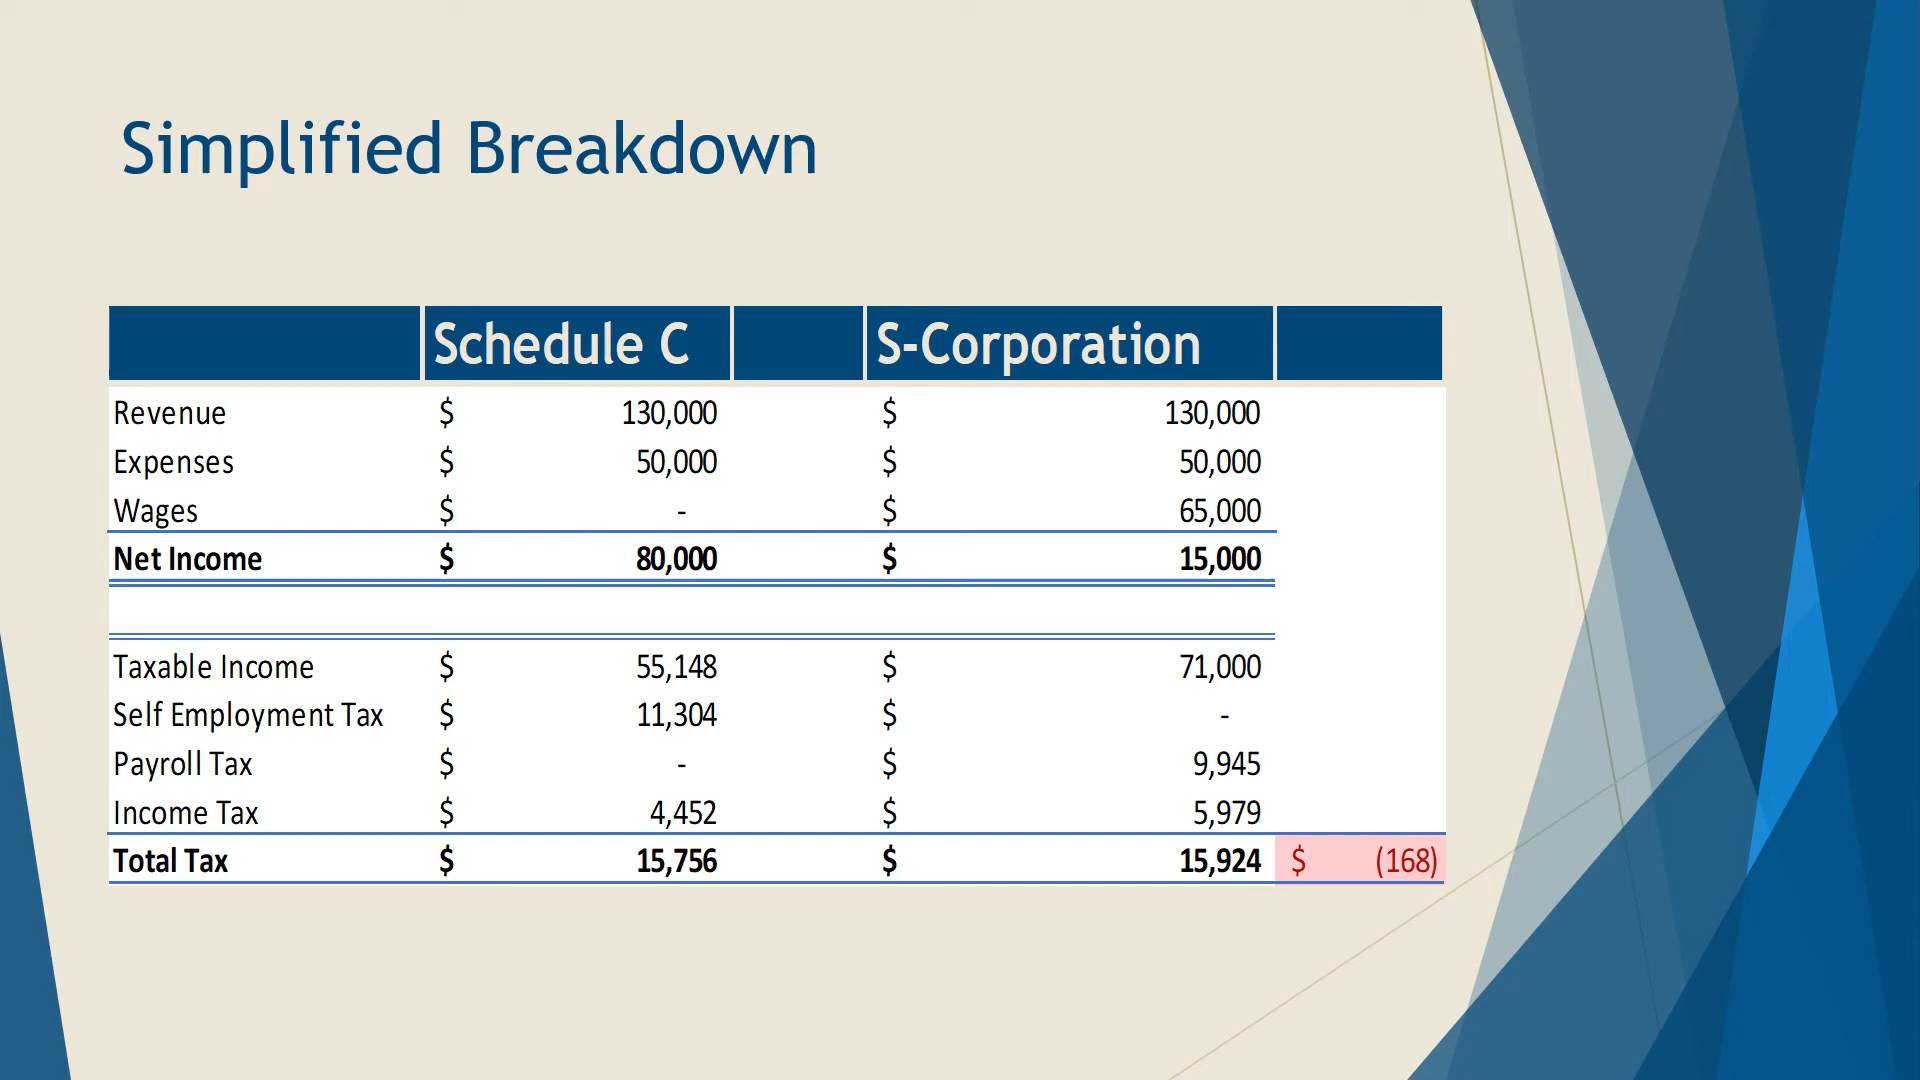 Simplified Breakdown
Schedule C S-Corporation
Revenue $ 130,000 $ 130,000
Expenses $ 50,000 $ 50,000
Wages $ - $ 65,000
Net Income $ 80,000 $ 15,000
Taxable Income $ 55,148 $ 71,000
Self Employment Tax $ 11,304 $ -
Payroll Tax $ - $ 9,945
Income Tax $ 4,452 $ 5,979
Total Tax $ 15,756 $ 15,924 $ (168)